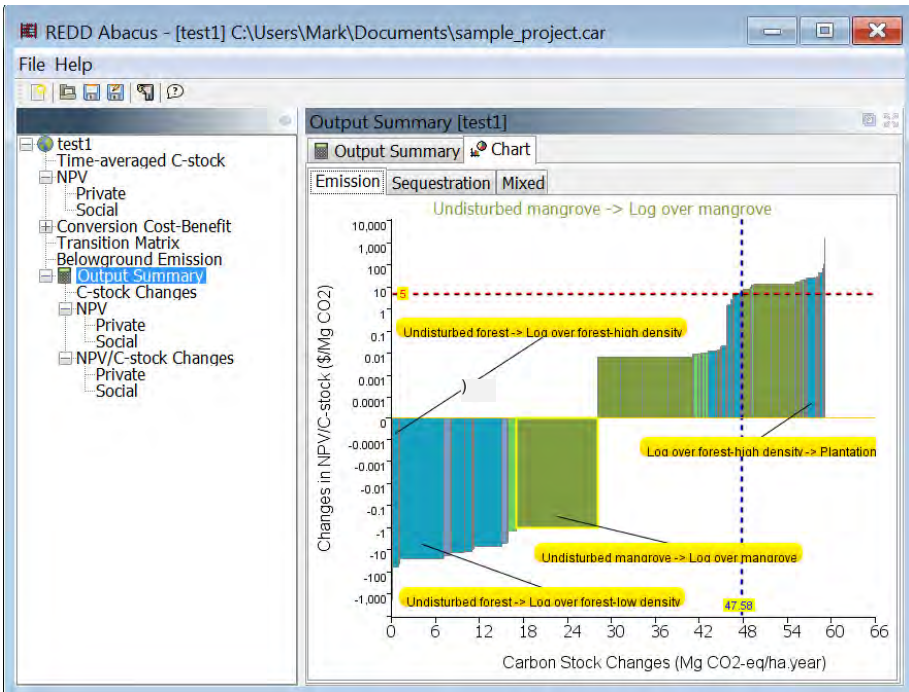 REDD Abacus - [test1] C:\Users\Mark\Documents\sample_project.car
File Help
test1
Time-averaged C-stock
NPV
Private
Social
Conversion Cost-Benefit
Transition Matrix
Belowground Emission
Output Summary
C-stock Changes
NPV
Private
Social
NPV/C-stock Changes
Private
Social
Output Summary [test1]
Output Summary Chart
Emission Sequestration Mixed
Undisturbed mangrove -> Log over mangrove
Changes in NPV/C-stock ($/Mg CO2)
10,000
1,000
100
10
1
0.1
0.01
0.001
0.0001
0
-0.0001
-0.001
-0.01
-0.1
-1
-10
-100
-1,000
5
Undisturbed forest -> Log over forest-high density
)
Log over forest-high density -> Plantation
Undisturbed mangrove -> Log over mangrove
Undisturbed forest -> Log over forest-low density
47.58
0 6 12 18 24 30 36 42 48 54 60 66
Carbon Stock Changes (Mg CO2-eq/ha.year)